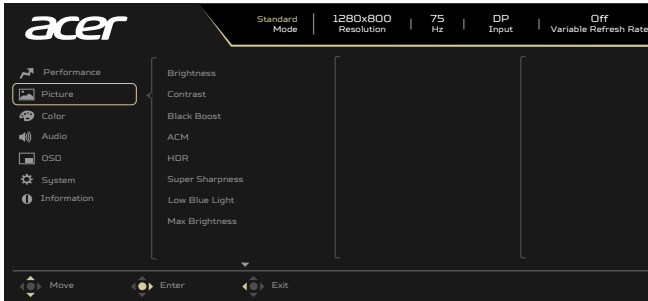 acer
Standard
Mode
1280x800
Resolution
75
Hz
DP
Input
Off
Variable Refresh Rate
Performance
Picture
Color
Audio
OSD
System
Information
Brightness
Contrast
Black Boost
ACM
HDR
Super Sharpness
Low Blue Light
Max Brightness
Move
Enter
Exit